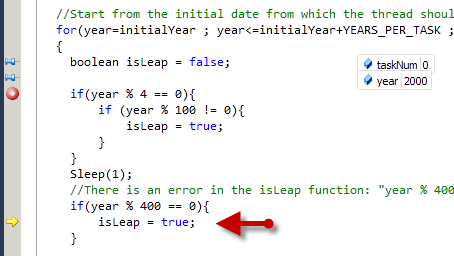 //Start from the initial date from which the thread shoul
for(year=initialYear ; year<=initialYear+YEARS_PER_TASK ;
{
boolean isLeap = false;
taskNum 0
year 2000
if(year % 4 == 0){
if (year % 100 != 0){
isLeap = true;
}
}
Sleep(1);
//There is an error in the isLeap function: "year % 400
if(year % 400 == 0){
isLeap = true;
}